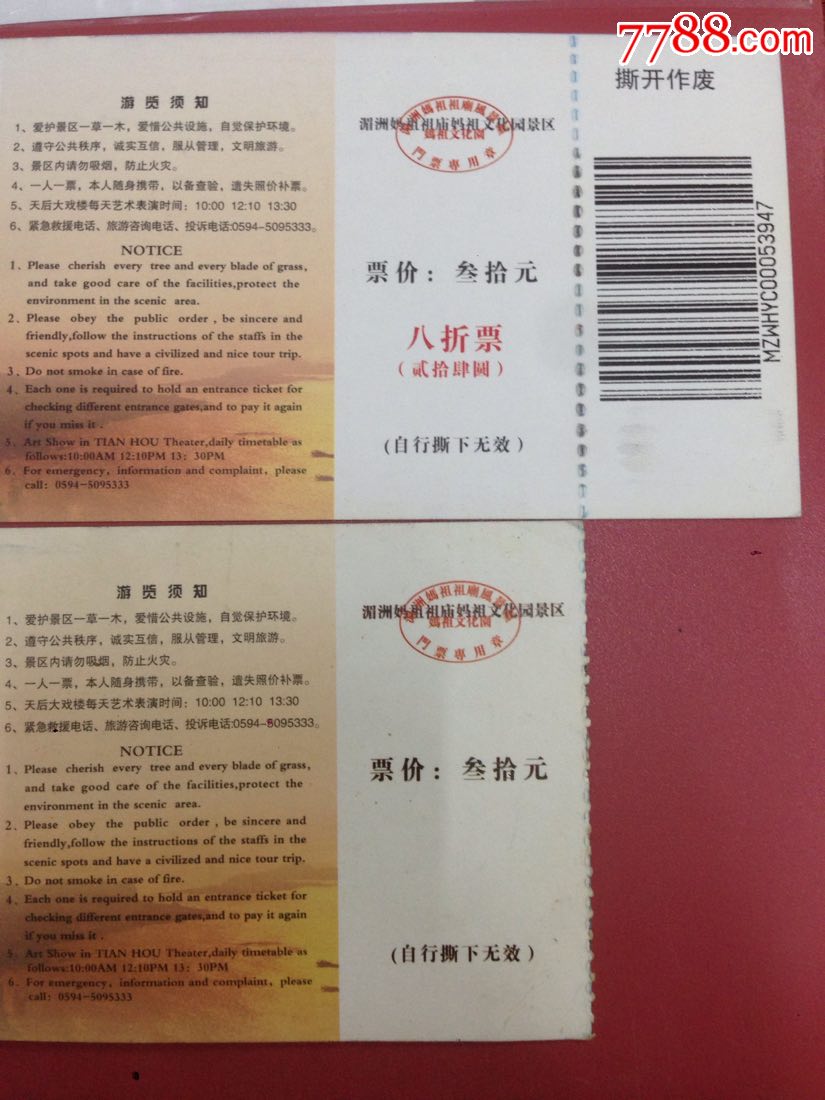 7788.com
游览须知
1、爱护景区一草一木，爱惜公共设施，自觉保护环境。
2、遵守公共秩序，诚实互信，服从管理，文明旅游。
3、景区内请勿吸烟，防止火灾。
4、一人一票，本人随身携带，以备查验，遗失照价补票。
5、天后大戏楼每天艺术表演时间：10:00 12:10 13:30
6、紧急救援电话、旅游咨询电话、投诉电话:0594-5095333。
NOTICE
1、Please cherish every tree and every blade of grass,
and take good care of the facilities,protect the
environment in the scenic area.
2、Please obey the public order , be sincere and
friendly,follow the instructions of the staffs in the
scenic spots and have a civilized and nice tour trip.
3、Do not smoke in case of fire.
4、Each one is required to hold an entrance ticket for
checking different entrance gates,and to pay it again
if you miss it .
5、Art Show in TIAN HOU Theater,daily timetable as
follows:10:00AM 12:10PM 13；30PM
6、For emergency, information and complaint, please
call：0594-5095333
湄洲妈祖祖庙妈祖文化园景区
媽祖文化園
門票專用章
票价：叁拾元
八折票
（贰拾肆圆）
(自行撕下无效)
撕开作废
MZWHYC00053947
游览须知
1、爱护景区一草一木，爱惜公共设施，自觉保护环境。
2、遵守公共秩序，诚实互信，服从管理，文明旅游。
3、景区内请勿吸烟，防止火灾。
4、一人一票，本人随身携带，以备查验，遗失照价补票。
5、天后大戏楼每天艺术表演时间：10:00 12:10 13:30
6、紧急救援电话、旅游咨询电话、投诉电话:0594-5095333。
NOTICE
1、Please cherish every tree and every blade of grass,
and take good care of the facilities,protect the
environment in the scenic area.
2、Please obey the public order , be sincere and
friendly,follow the instructions of the staffs in the
scenic spots and have a civilized and nice tour trip.
3、Do not smoke in case of fire.
4、Each one is required to hold an entrance ticket for
checking different entrance gates,and to pay it again
if you miss it .
5、Art Show in TIAN HOU Theater,daily timetable as
follows:10:00AM 12:10PM 13；30PM
6、For emergency, information and complaint, please
call：0594-5095333
湄洲妈祖祖庙妈祖文化园景区
媽祖文化園
門票專用章
票价：叁拾元
(自行撕下无效)